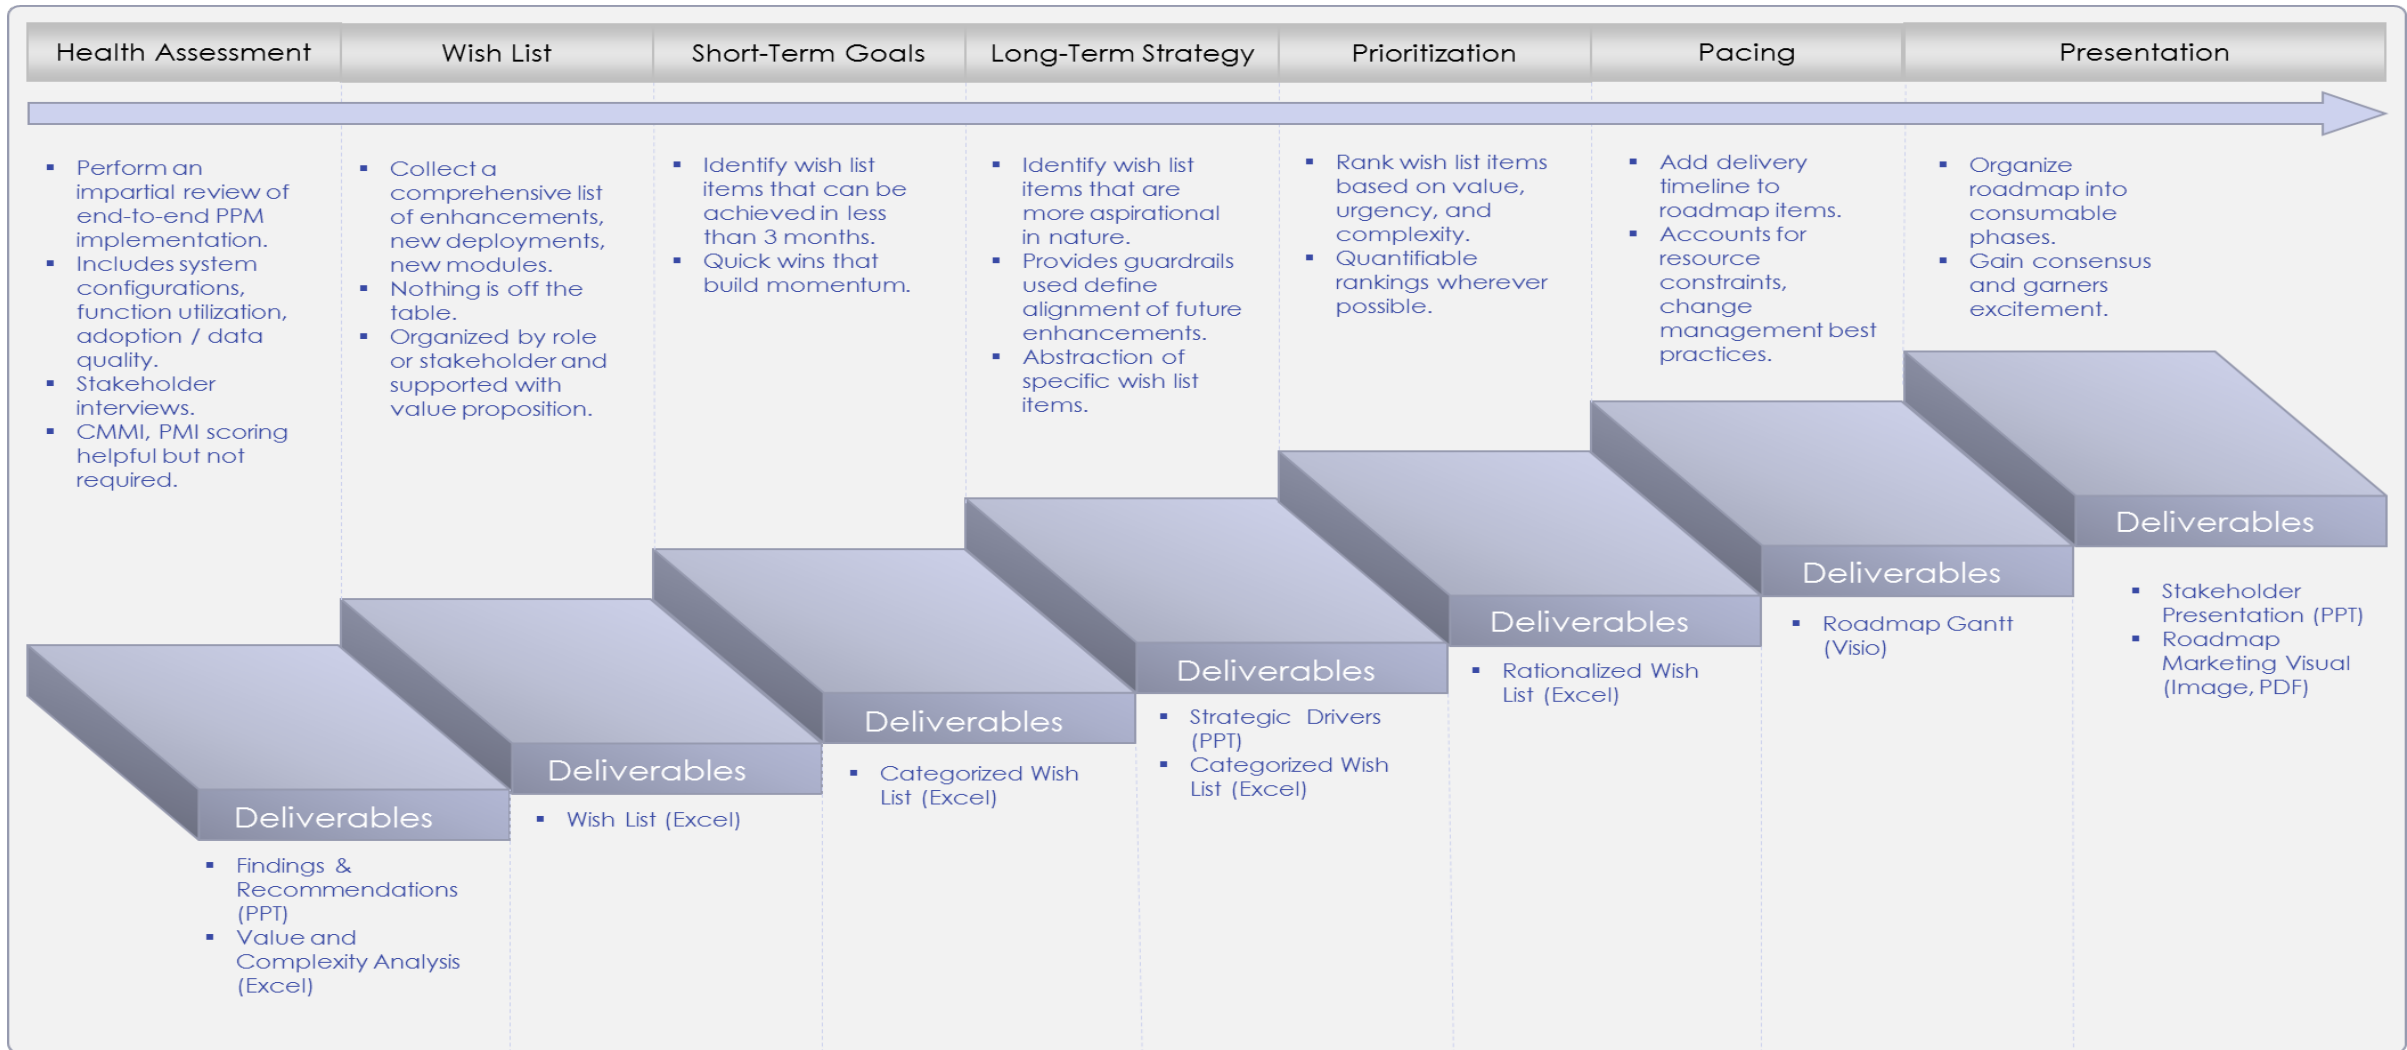 Health Assessment
Wish List
Short-Term Goals
Long-Term Strategy
Prioritization
Pacing
Presentation
▪ Perform an
impartial review of
end-to-end PPM
implementation.
▪ Includes system
configurations,
function utilization,
adoption / data
quality.
▪ Stakeholder
interviews.
▪ CMMI, PMI scoring
helpful but not
required.
▪ Collect a
comprehensive list
of enhancements,
new deployments,
new modules.
▪ Nothing is off the
table.
▪ Organized by role
or stakeholder and
supported with
value proposition.
▪ Identify wish list
items that can be
achieved in less
than 3 months.
▪ Quick wins that
build momentum.
▪ Identify wish list
items that are
more aspirational
in nature.
▪ Provides guardrails
used define
alignment of future
enhancements.
▪ Abstraction of
specific wish list
items.
▪ Rank wish list items
based on value,
urgency, and
complexity.
▪ Quantifiable
rankings wherever
possible.
▪ Add delivery
timeline to
roadmap items.
▪ Accounts for
resource
constraints,
change
management best
practices.
▪ Organize
roadmap into
consumable
phases.
▪ Gain consensus
and garners
excitement.
Deliverables
▪ Findings &
Recommendations
(PPT)
▪ Value and
Complexity Analysis
(Excel)
Deliverables
▪ Wish List (Excel)
Deliverables
▪ Categorized Wish
List (Excel)
Deliverables
▪ Strategic Drivers
(PPT)
▪ Categorized Wish
List (Excel)
Deliverables
▪ Rationalized Wish
List (Excel)
Deliverables
▪ Roadmap Gantt
(Visio)
Deliverables
▪ Stakeholder
Presentation (PPT)
▪ Roadmap
Marketing Visual
(Image, PDF)